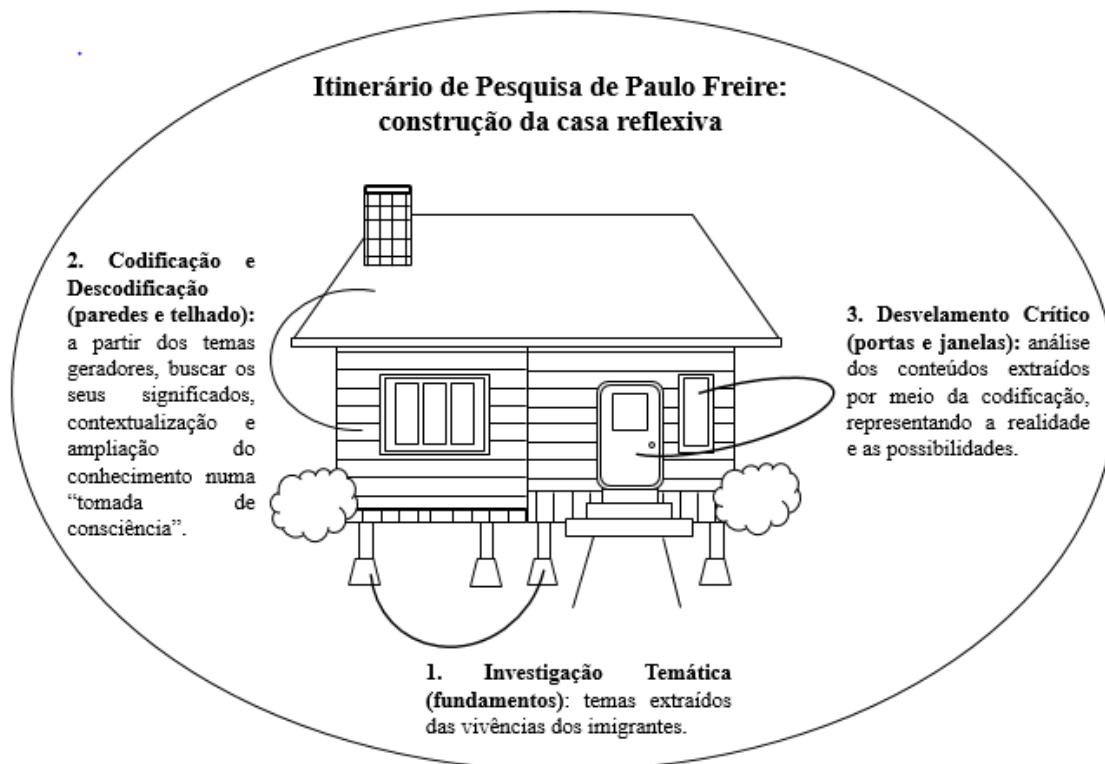 Itinerário de Pesquisa de Paulo Freire:
construção da casa reflexiva
2. Codificação e
Descodificação
(paredes e telhado):
a partir dos temas
geradores, buscar os
seus significados,
contextualização e
ampliação do
conhecimento numa
“tomada de
consciência”.
3. Desvelamento Crítico
(portas e janelas): análise
dos conteúdos extraídos
por meio da codificação,
representando a realidade
e as possibilidades.
1. Investigação Temática
(fundamentos): temas extraídos
das vivências dos imigrantes.